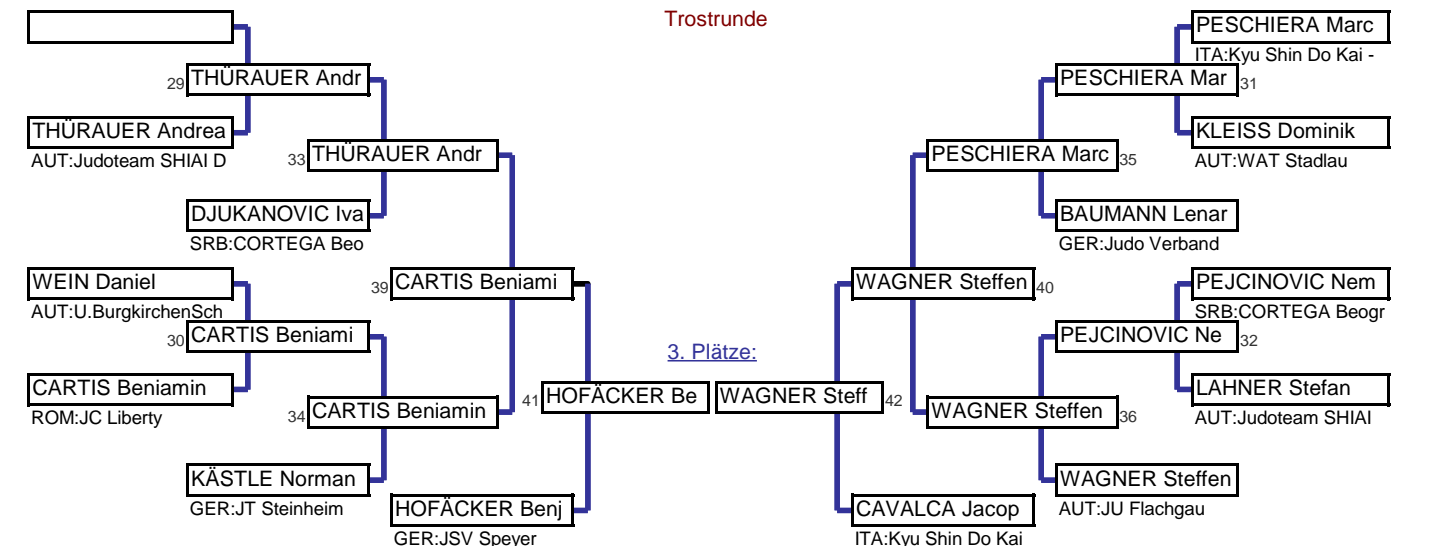 Trostrunde
PESCHIERA Marc
ITA:Kyu Shin Do Kai -
29 THÜRAUER Andr
PESCHIERA Mar 31
THÜRAUER Andrea
AUT:Judoteam SHIAI D
KLEISS Dominik
AUT:WAT Stadlau
33 THÜRAUER Andr
PESCHIERA Marc 35
DJUKANOVIC Iva
SRB:CORTEGA Beo
BAUMANN Lenar
GER:Judo Verband
WEIN Daniel
AUT:U.BurgkirchenSch
39 CARTIS Beniami
WAGNER Steffen 40
PEJCINOVIC Nem
SRB:CORTEGA Beogr
30 CARTIS Beniami
PEJCINOVIC Ne 32
3. Plätze:
CARTIS Beniamin
ROM:JC Liberty
41 HOFÄCKER Be
WAGNER Steff 42
LAHNER Stefan
AUT:Judoteam SHIAI
34 CARTIS Beniamin
WAGNER Steffen 36
KÄSTLE Norman
GER:JT Steinheim
WAGNER Steffen
AUT:JU Flachgau
HOFÄCKER Benj
GER:JSV Speyer
CAVALCA Jacop
ITA:Kyu Shin Do Kai